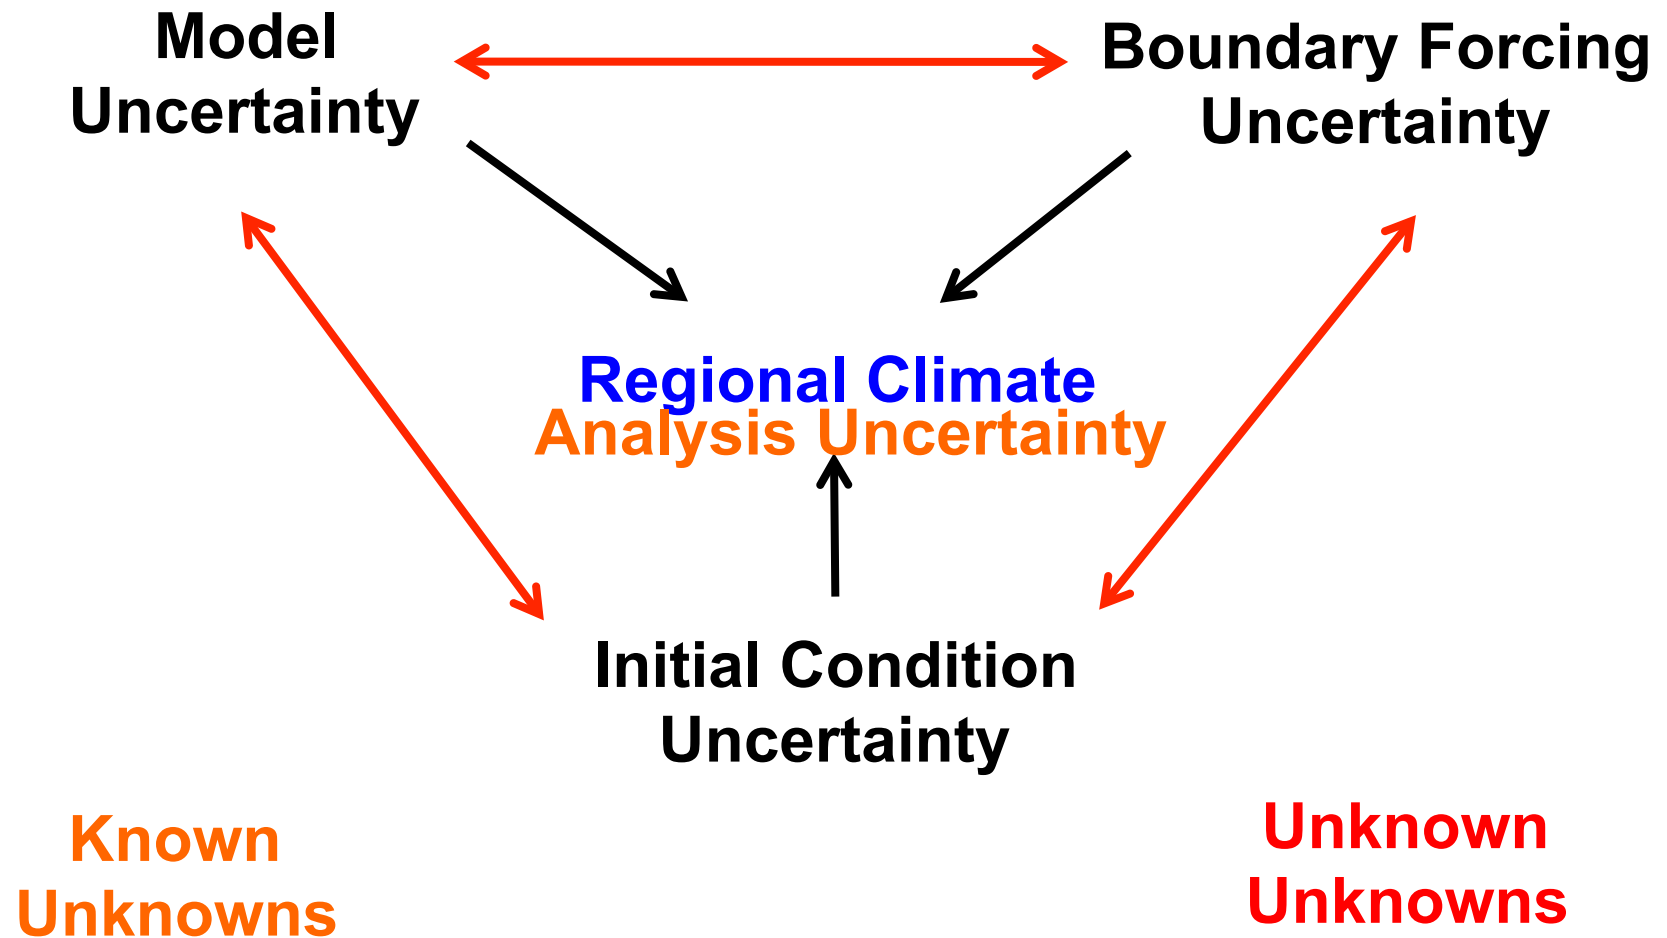 Model
Uncertainty
Boundary Forcing
Uncertainty
Regional Climate
Analysis Uncertainty
Initial Condition
Uncertainty
Known
Unknowns
Unknown
Unknowns